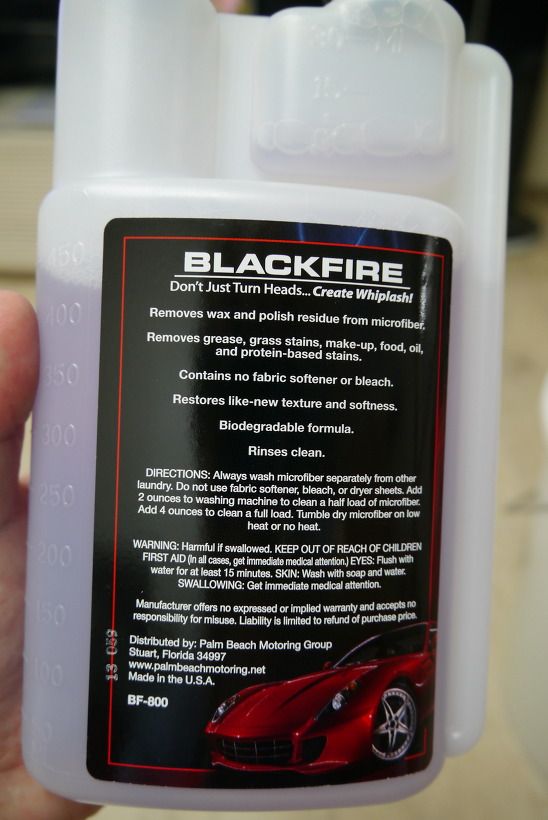 450
400
350
300
250
200
150
100
50
BLACKFIRE
Don't Just Turn Heads... Create Whiplash!
Removes wax and polish residue from microfiber.
Removes grease, grass stains, make-up, food, oil,
and protein-based stains.
Contains no fabric softener or bleach.
Restores like-new texture and softness.
Biodegradable formula.
Rinses clean.
DIRECTIONS: Always wash microfiber separately from other
laundry. Do not use fabric softener, bleach, or dryer sheets. Add
2 ounces to washing machine to clean a half load of microfiber.
Add 4 ounces to clean a full load. Tumble dry microfiber on low
heat or no heat.
WARNING: Harmful if swallowed. KEEP OUT OF REACH OF CHILDREN
FIRST AID (In all cases, get immediate medical attention.) EYES: Flush with
water for at least 15 minutes. SKIN: Wash with soap and water.
SWALLOWING: Get immediate medical attention.
Manufacturer offers no expressed or implied warranty and accepts no
responsibility for misuse. Liability is limited to refund of purchase price.
Distributed by: Palm Beach Motoring Group
Stuart, Florida 34997
www.palmbeachmotoring.net
Made in the U.S.A.
BF-800
13 059